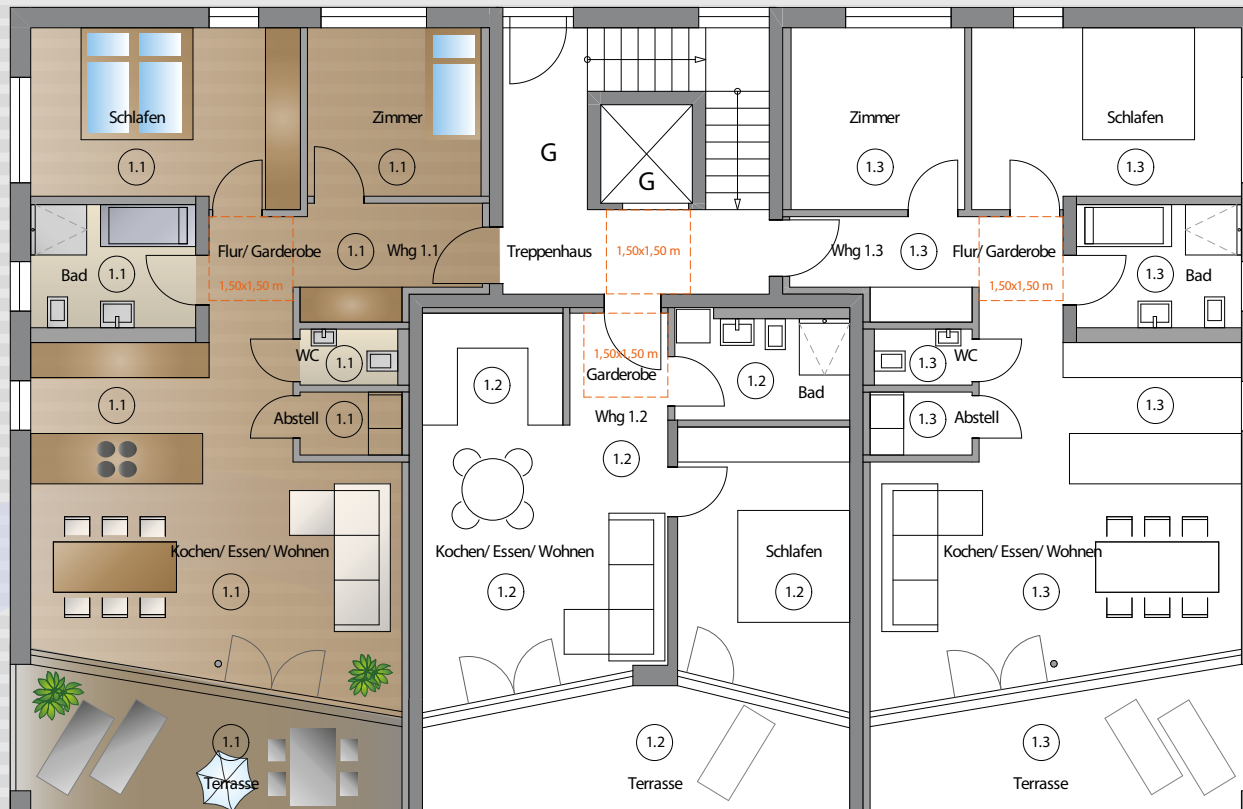 Schlafen
Zimmer
Zimmer
Schlafen
G
1.1
1.1
1.3
1.3
G
Flur/ Garderobe
1.1
Whg 1.1
Treppenhaus
1,50x1,50 m
Whg 1.3
1.3
Flur/ Garderobe
Bad
1.1
1.3
Bad
1,50x1,50 m
1,50x1,50 m
WC
1.1
1,50x1,50 m
WC
1.3
Garderobe
1.2
1.2
Bad
1.1
Abstell
1.1
Whg 1.2
1.3
Abstell
1.3
1.2
Kochen/ Essen/ Wohnen
Kochen/ Essen/ Wohnen
Schlafen
Kochen/ Essen/ Wohnen
1.1
1.2
1.2
1.3
1.1
1.2
1.3
Terrasse
Terrasse
Terrasse